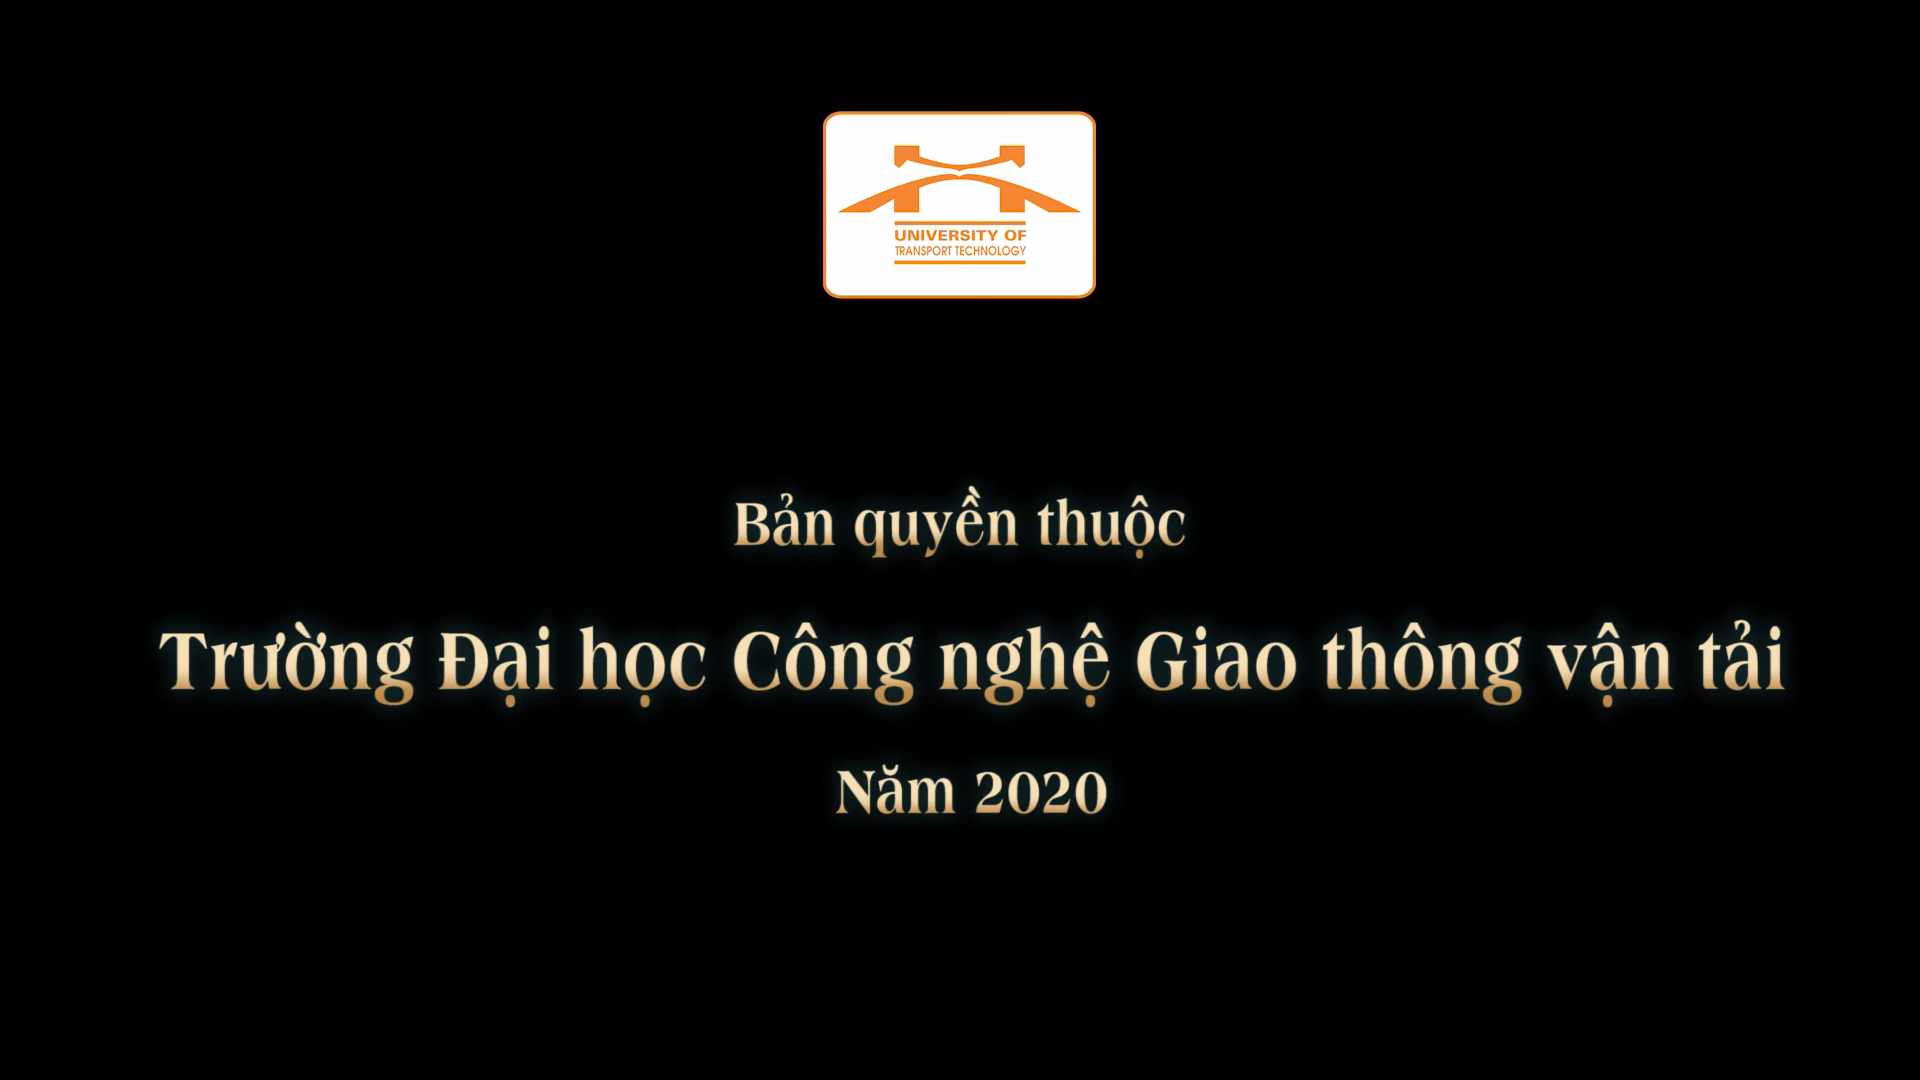 UNIVERSITY OF
TRANSPORT TECHNOLOGY
Bản quyền thuộc
Trường Đại học Công nghệ Giao thông vận tải
Năm 2020